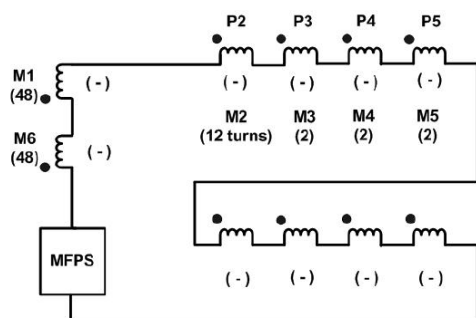 P2 P3 P4 P5
M1
(48)
(-)
(-) (-) (-) (-)
M2 M3 M4 M5
(12 turns) (2) (2) (2)
M6
(48)
(-)
MFPS
(-) (-) (-) (-)